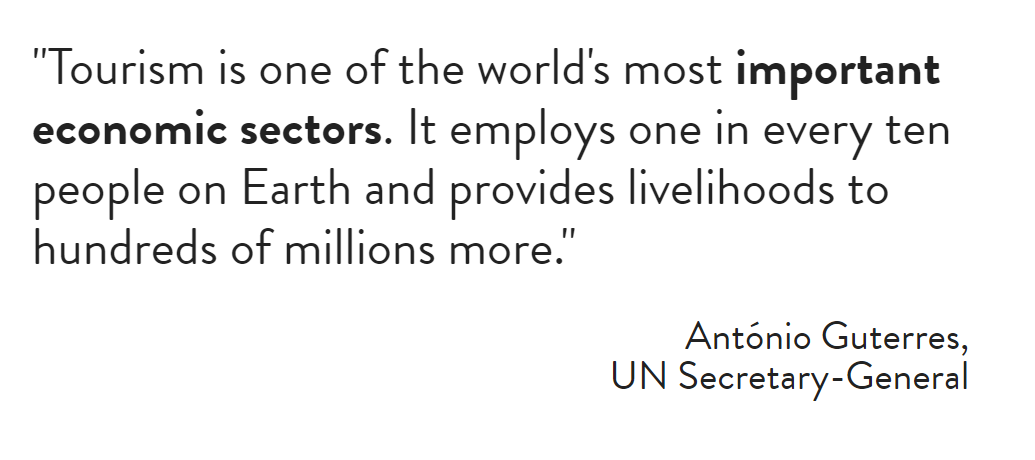 "Tourism is one of the world's most important
economic sectors. It employs one in every ten
people on Earth and provides livelihoods to
hundreds of millions more."
António Guterres,
UN Secretary-General